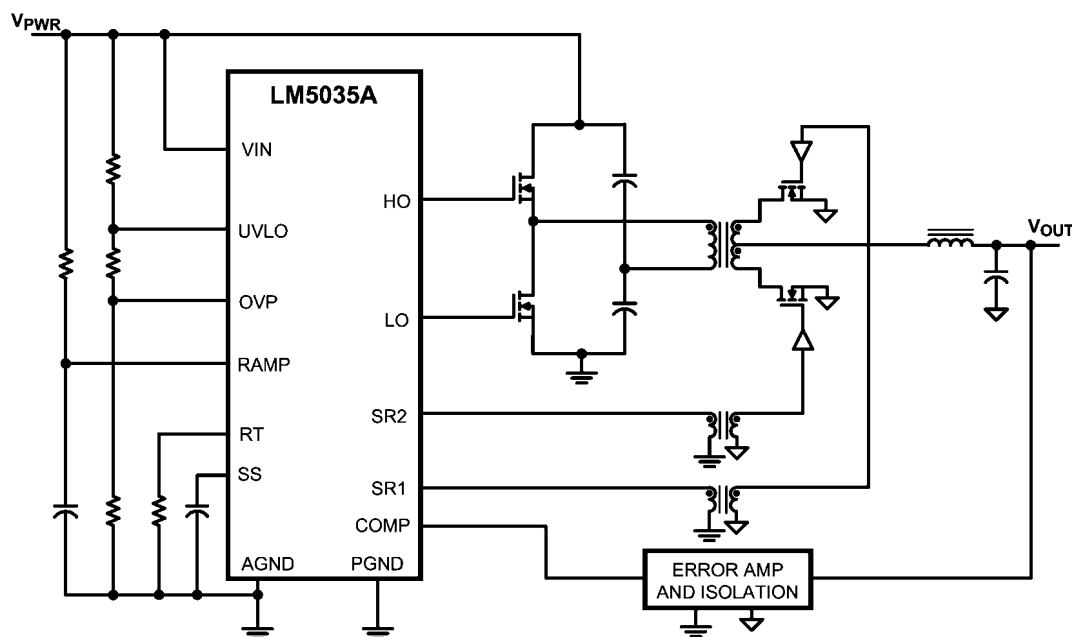 VPWR
LM5035A
VIN
HO
UVLO
VOUT
OVP
LO
RAMP
SR2
RT
SS
SR1
COMP
AGND
PGND
ERROR AMP
AND ISOLATION